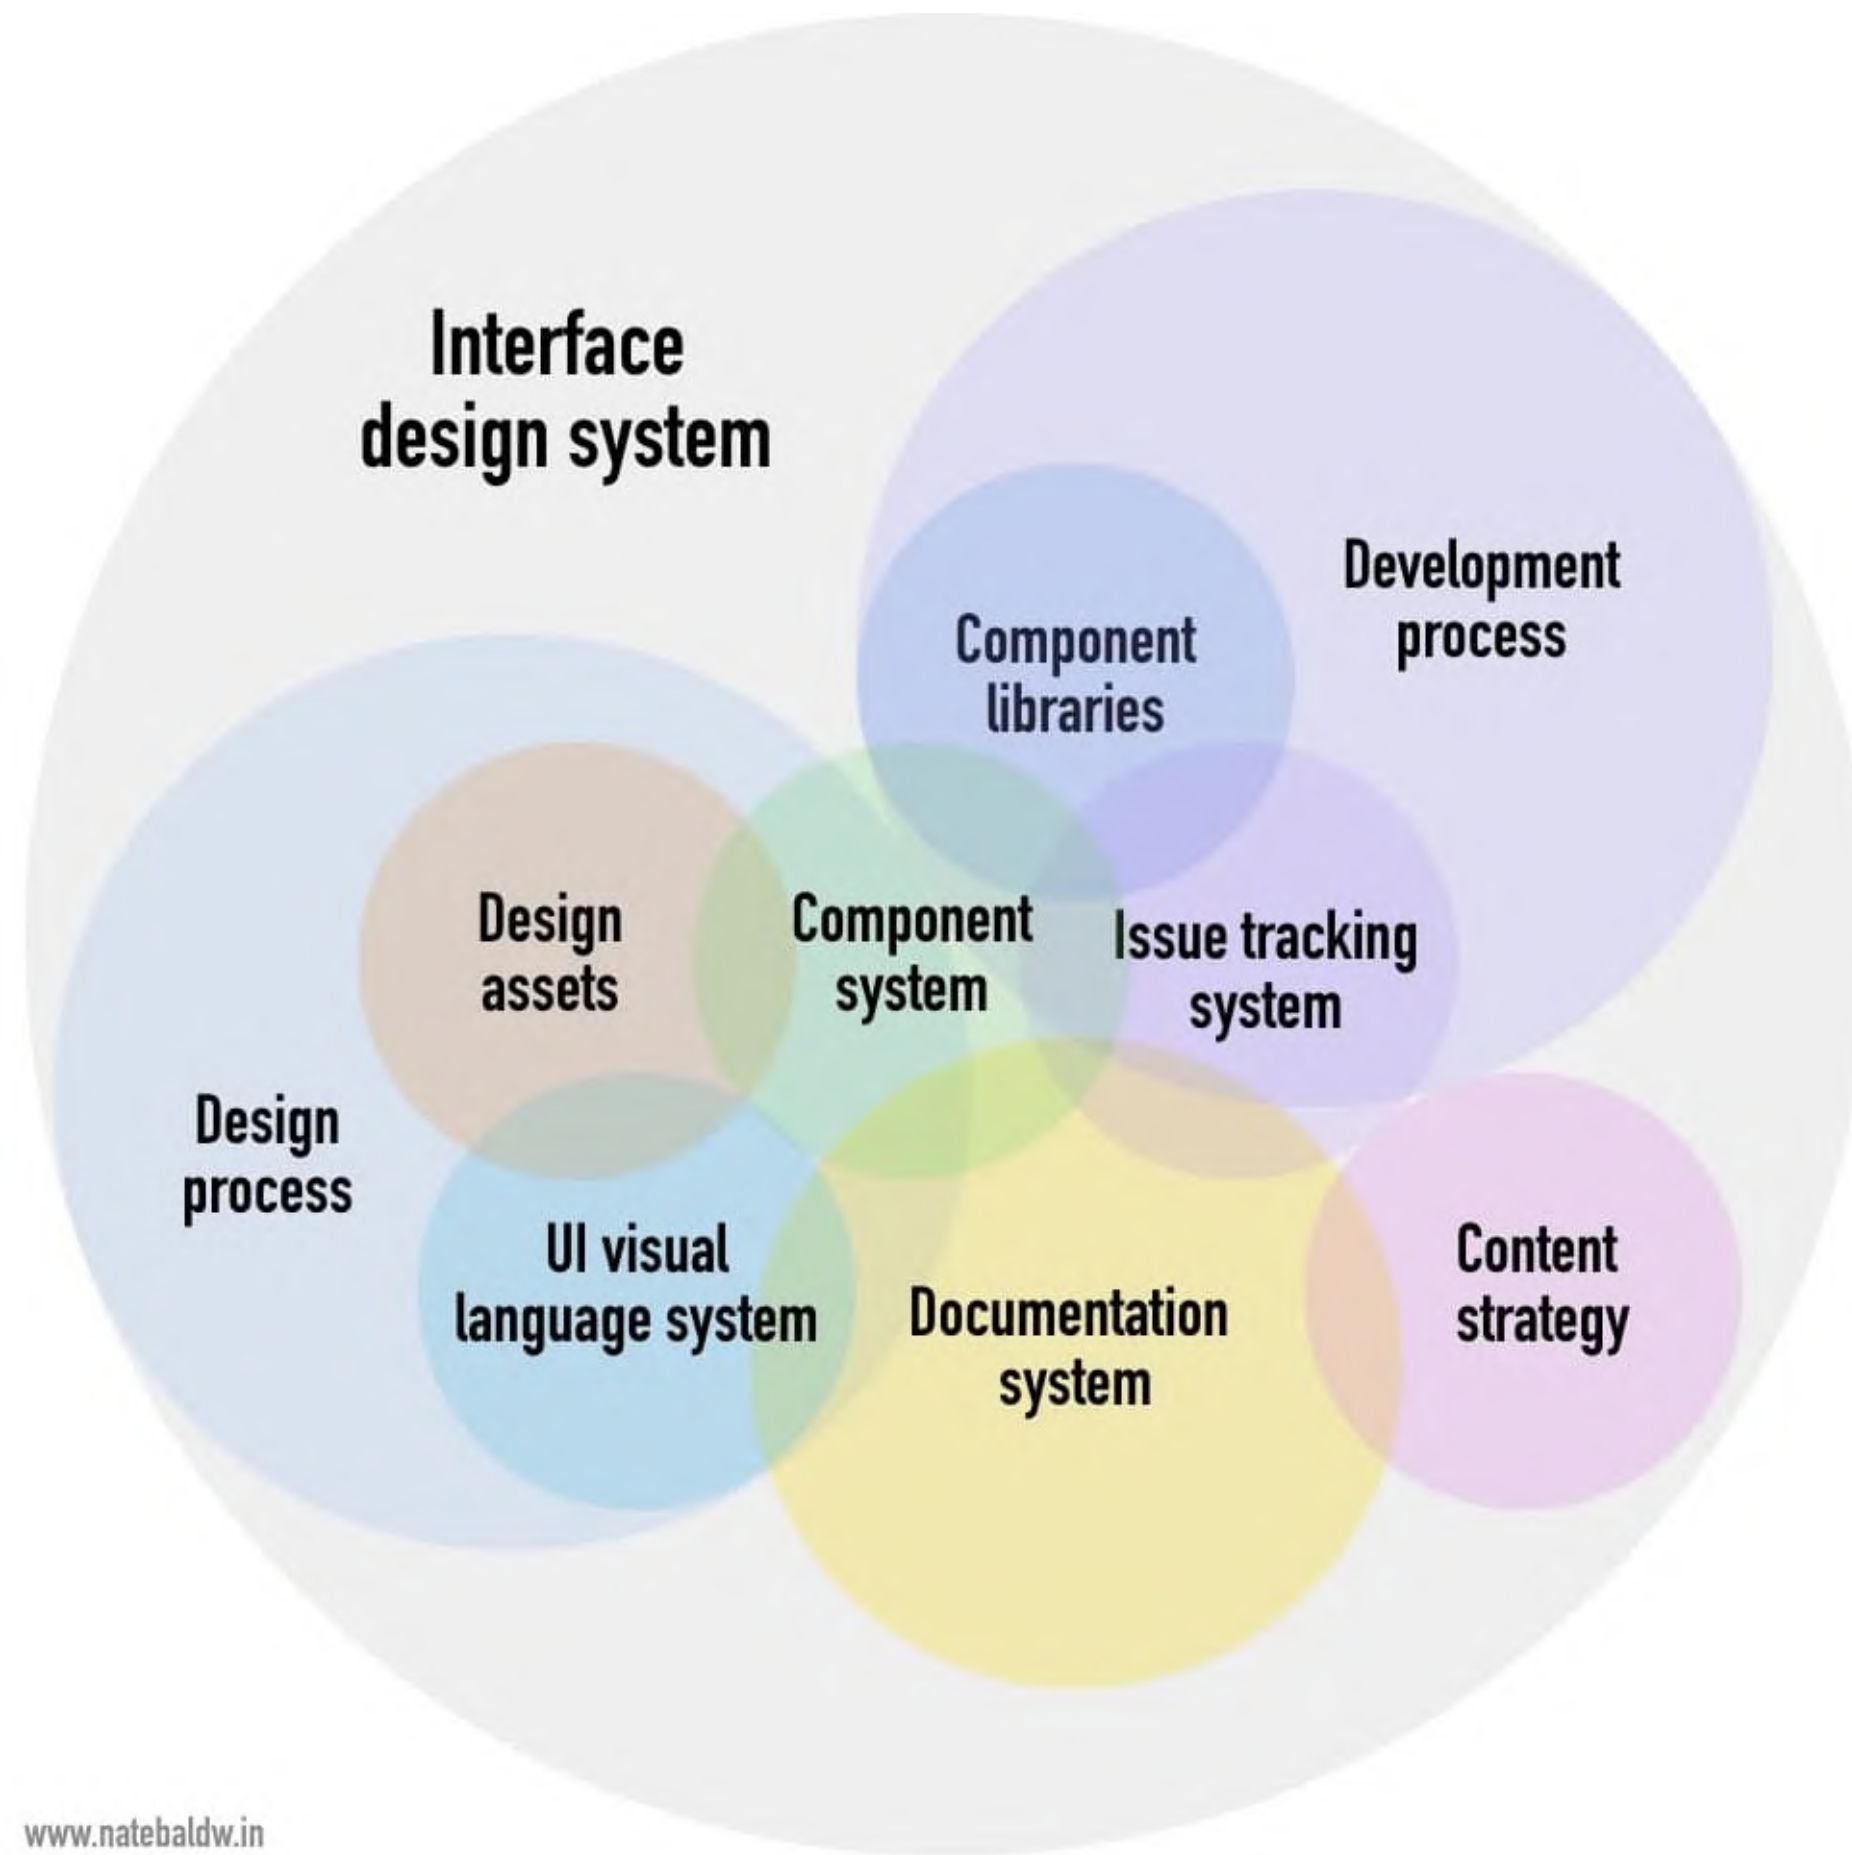 Interface
design system
Development
process
Component
libraries
Design
assets
Component
system
Issue tracking
system
Design
process
UI visual
language system
Documentation
system
Content
strategy
www.natebaldw.in